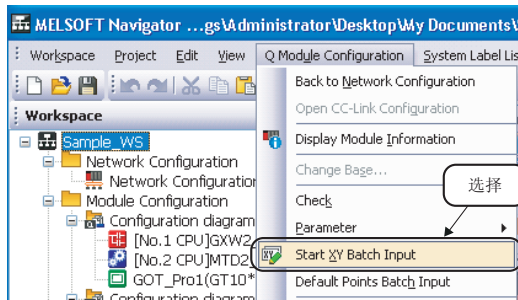 MELSOFT Navigator ...gs\Administrator\Desktop\My Documents\
Workspace Project Edit View Q Module Configuration System Label Lis
Back to Network Configuration
Open CC-Link Configuration
Workspace
Display Module Information
Sample_WS
Change Base...
Network Configuration
选择
Network Configuration
Check
Module Configuration
Parameter
Configuration diagram
[No.1 CPU]GXW2_
Start XY Batch Input
[No.2 CPU]MTD2_
GOT_Pro1(GT10*
Default Points Batch Input
Configuration diagram